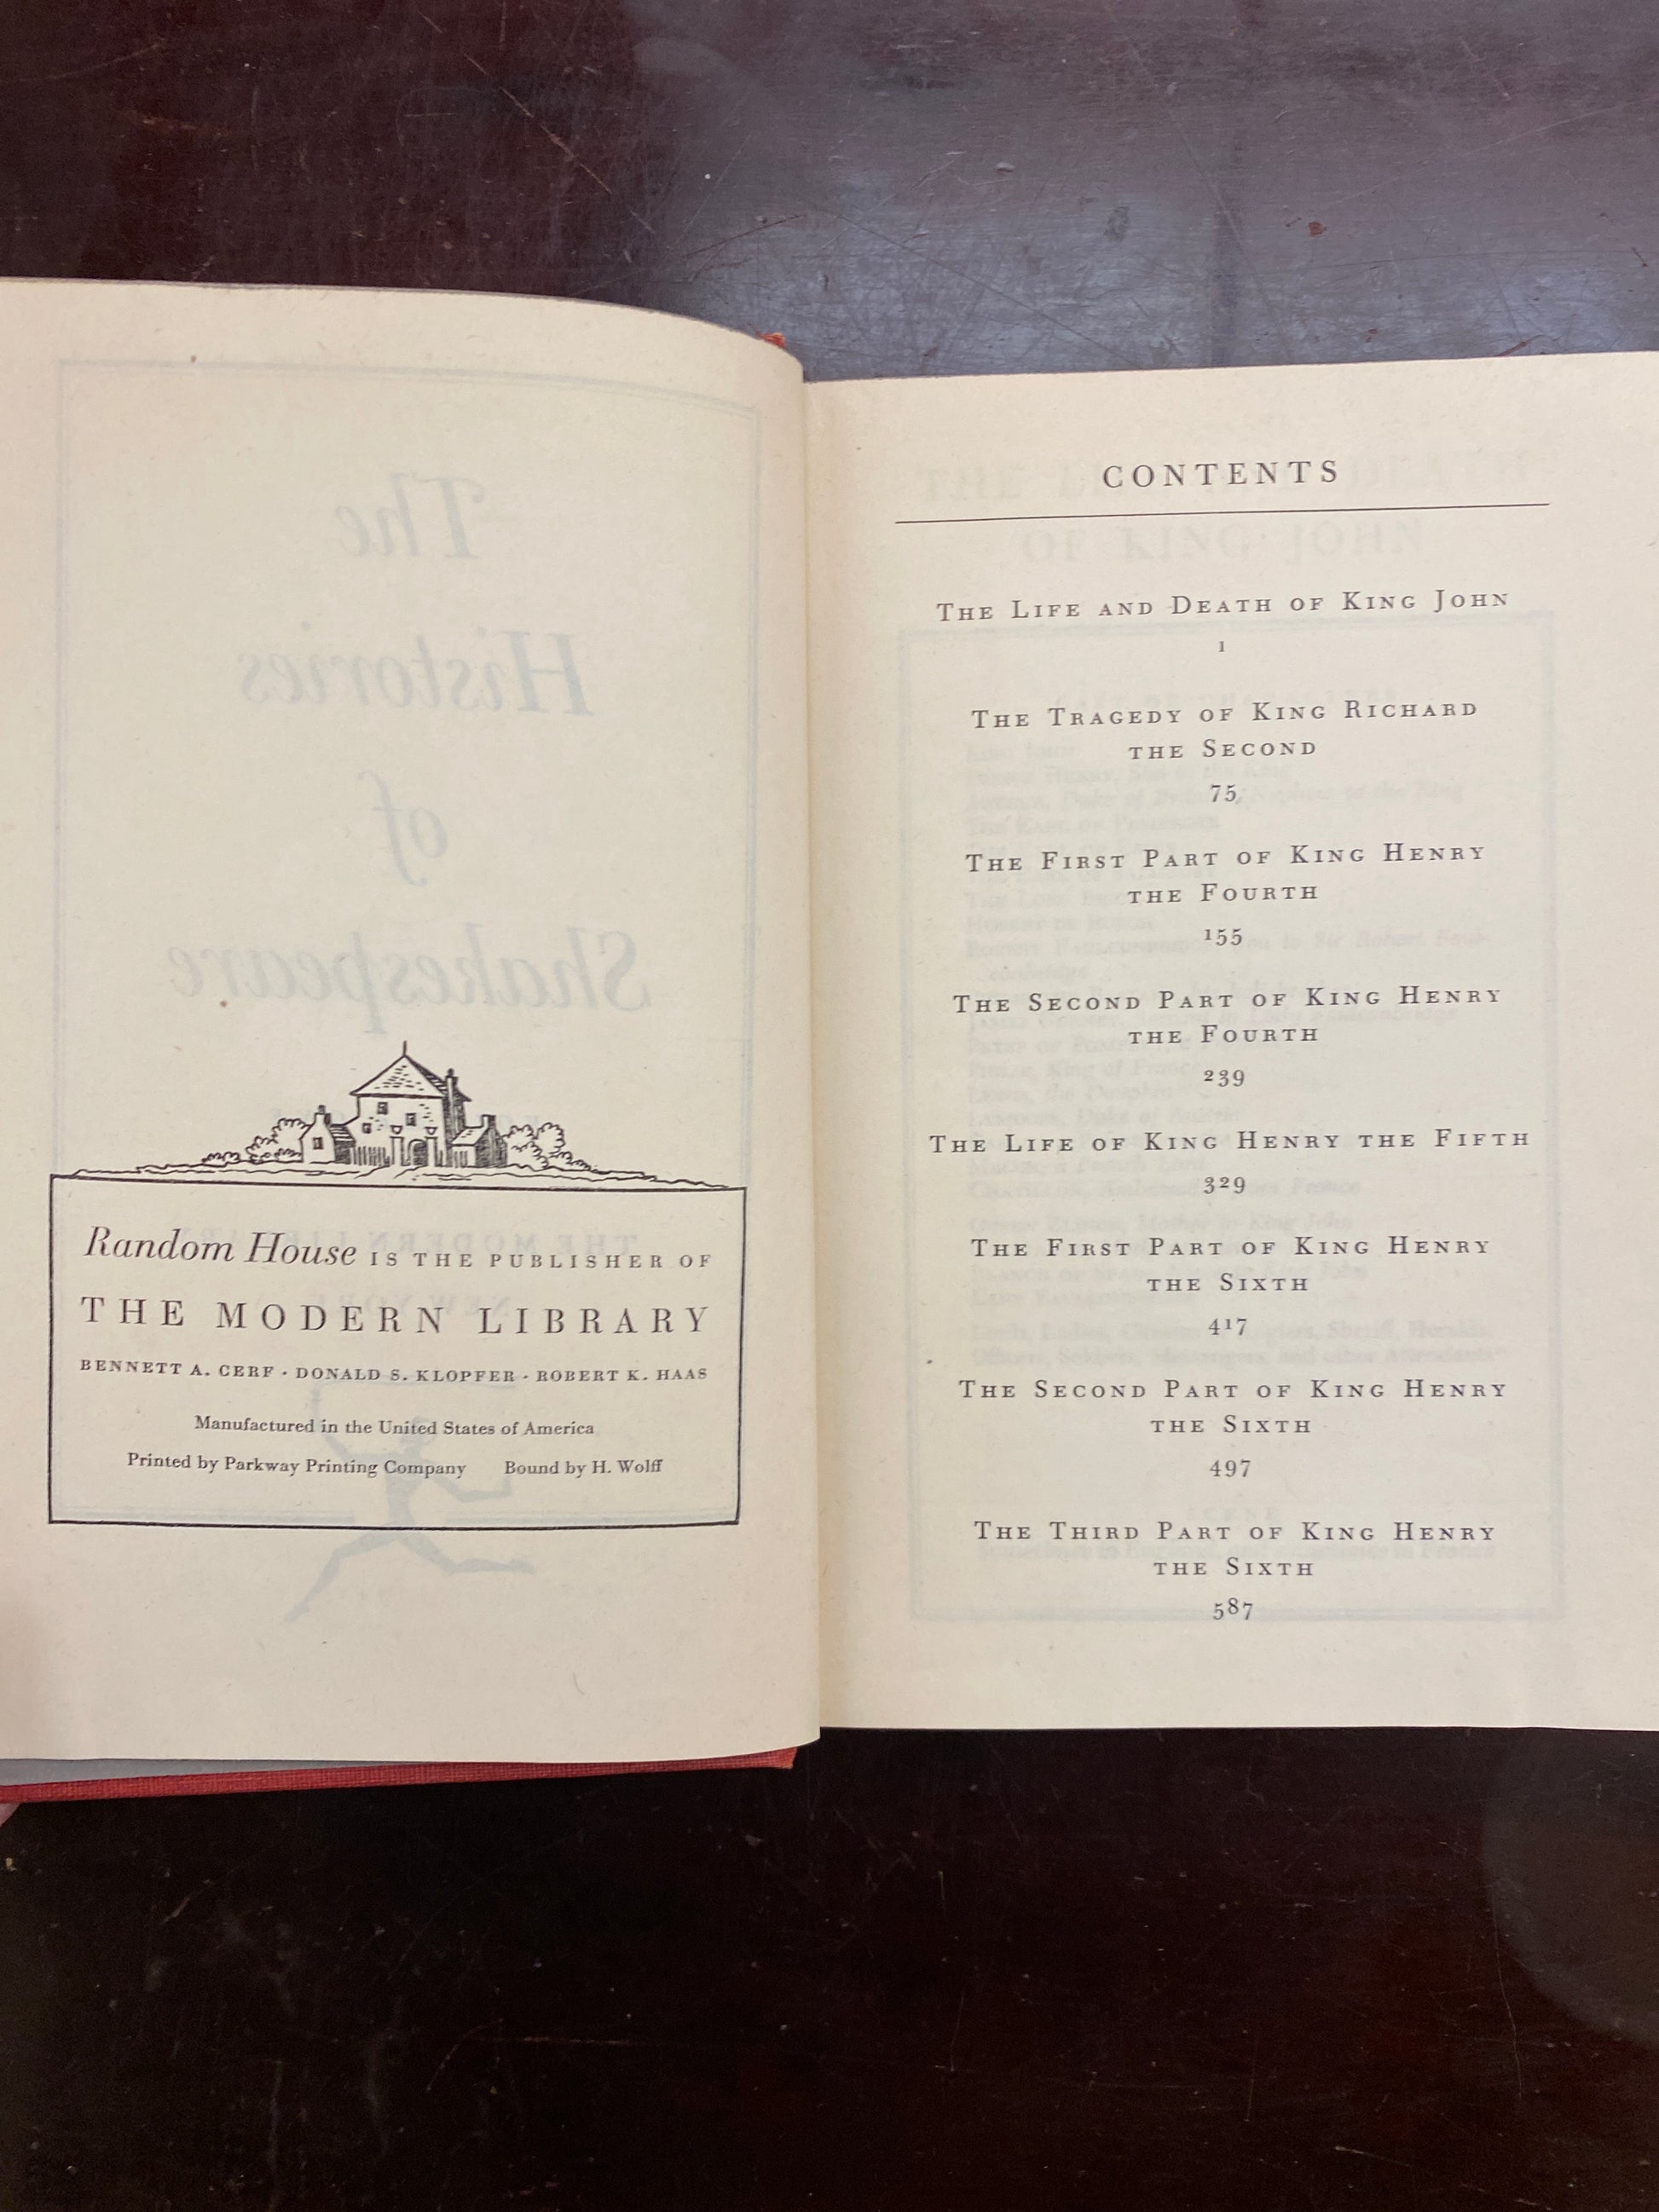 The
Histories
of
Shakespeare
Random House IS THE PUBLISHER OF
THE MODERN LIBRARY
BENNETT A. CERF · DONALD S. KLOPFER · ROBERT K. HAAS
Manufactured in the United States of America
Printed by Parkway Printing Company Bound by H. Wolff
CONTENTS
THE LIFE AND DEATH OF KING JOHN
1
THE TRAGEDY OF KING RICHARD
THE SECOND
75
THE FIRST PART OF KING HENRY
THE FOURTH
155
THE SECOND PART OF KING HENRY
THE FOURTH
239
THE LIFE OF KING HENRY THE FIFTH
329
THE FIRST PART OF KING HENRY
THE SIXTH
417
THE SECOND PART OF KING HENRY
THE SIXTH
497
THE THIRD PART OF KING HENRY
THE SIXTH
587